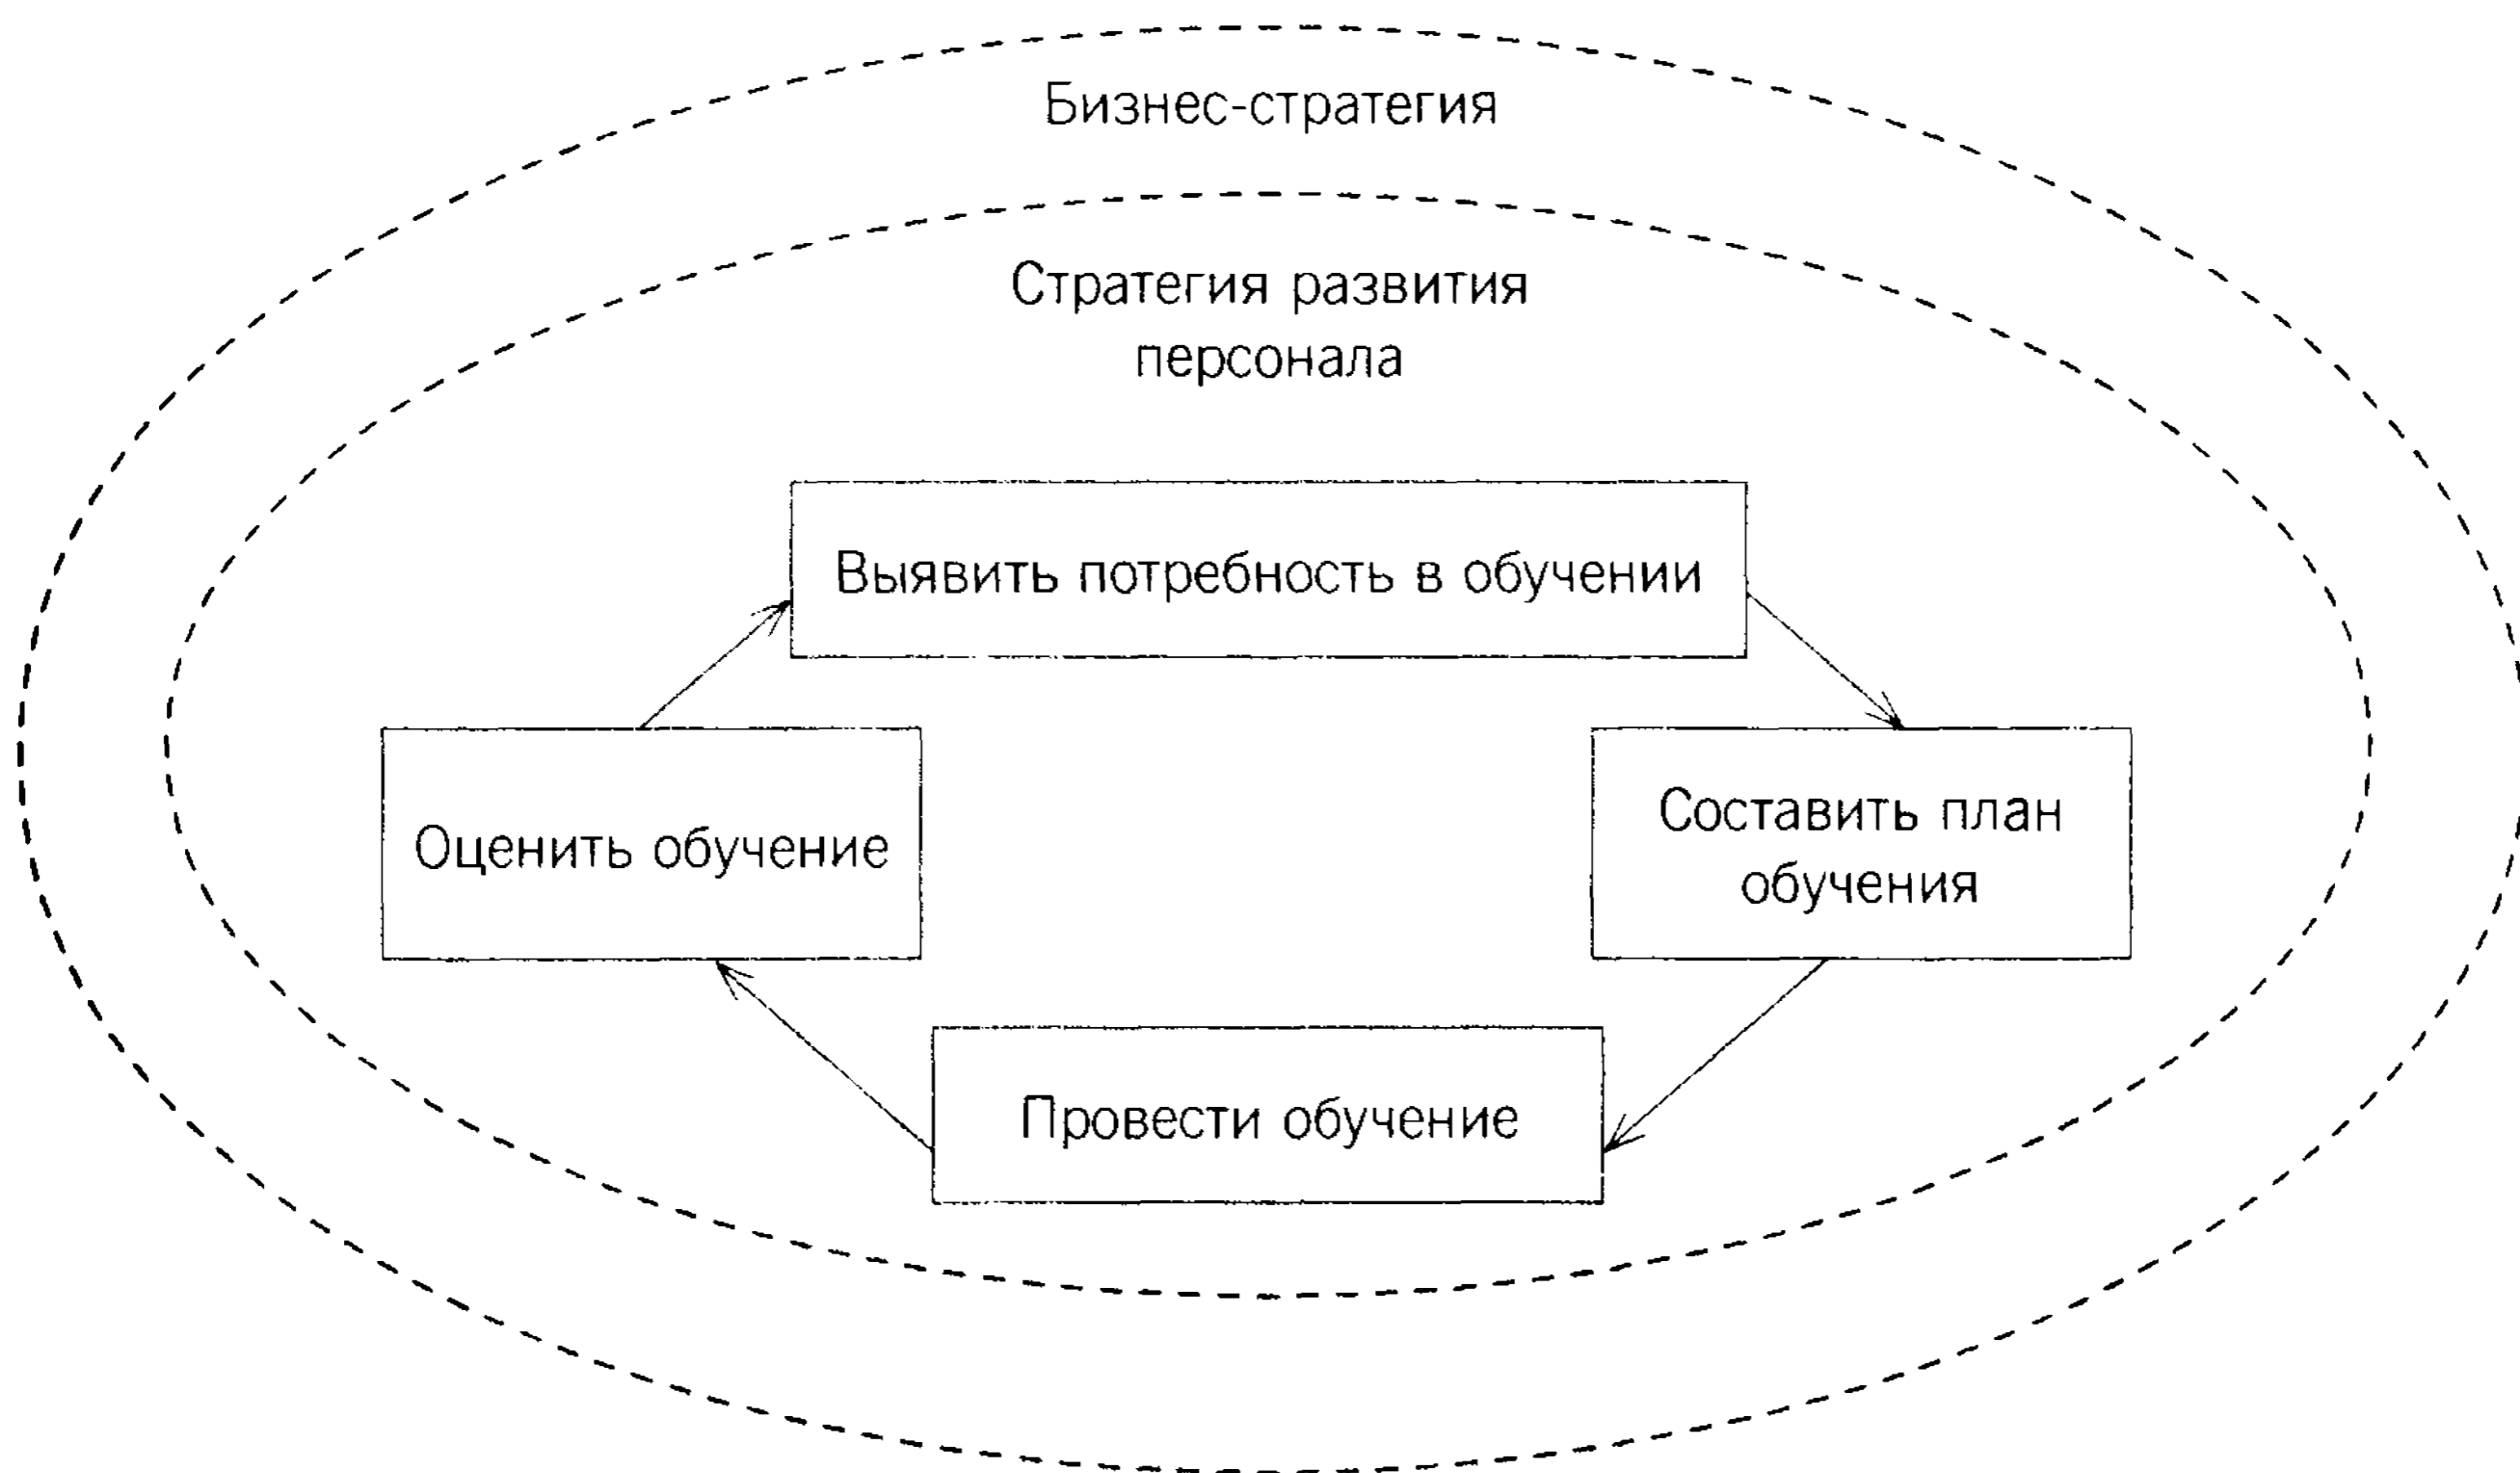 Бизнес-стратегия
Стратегия развития
персонала
Выявить потребность в обучении
Оценить обучение
Составить план
обучения
Провести обучение